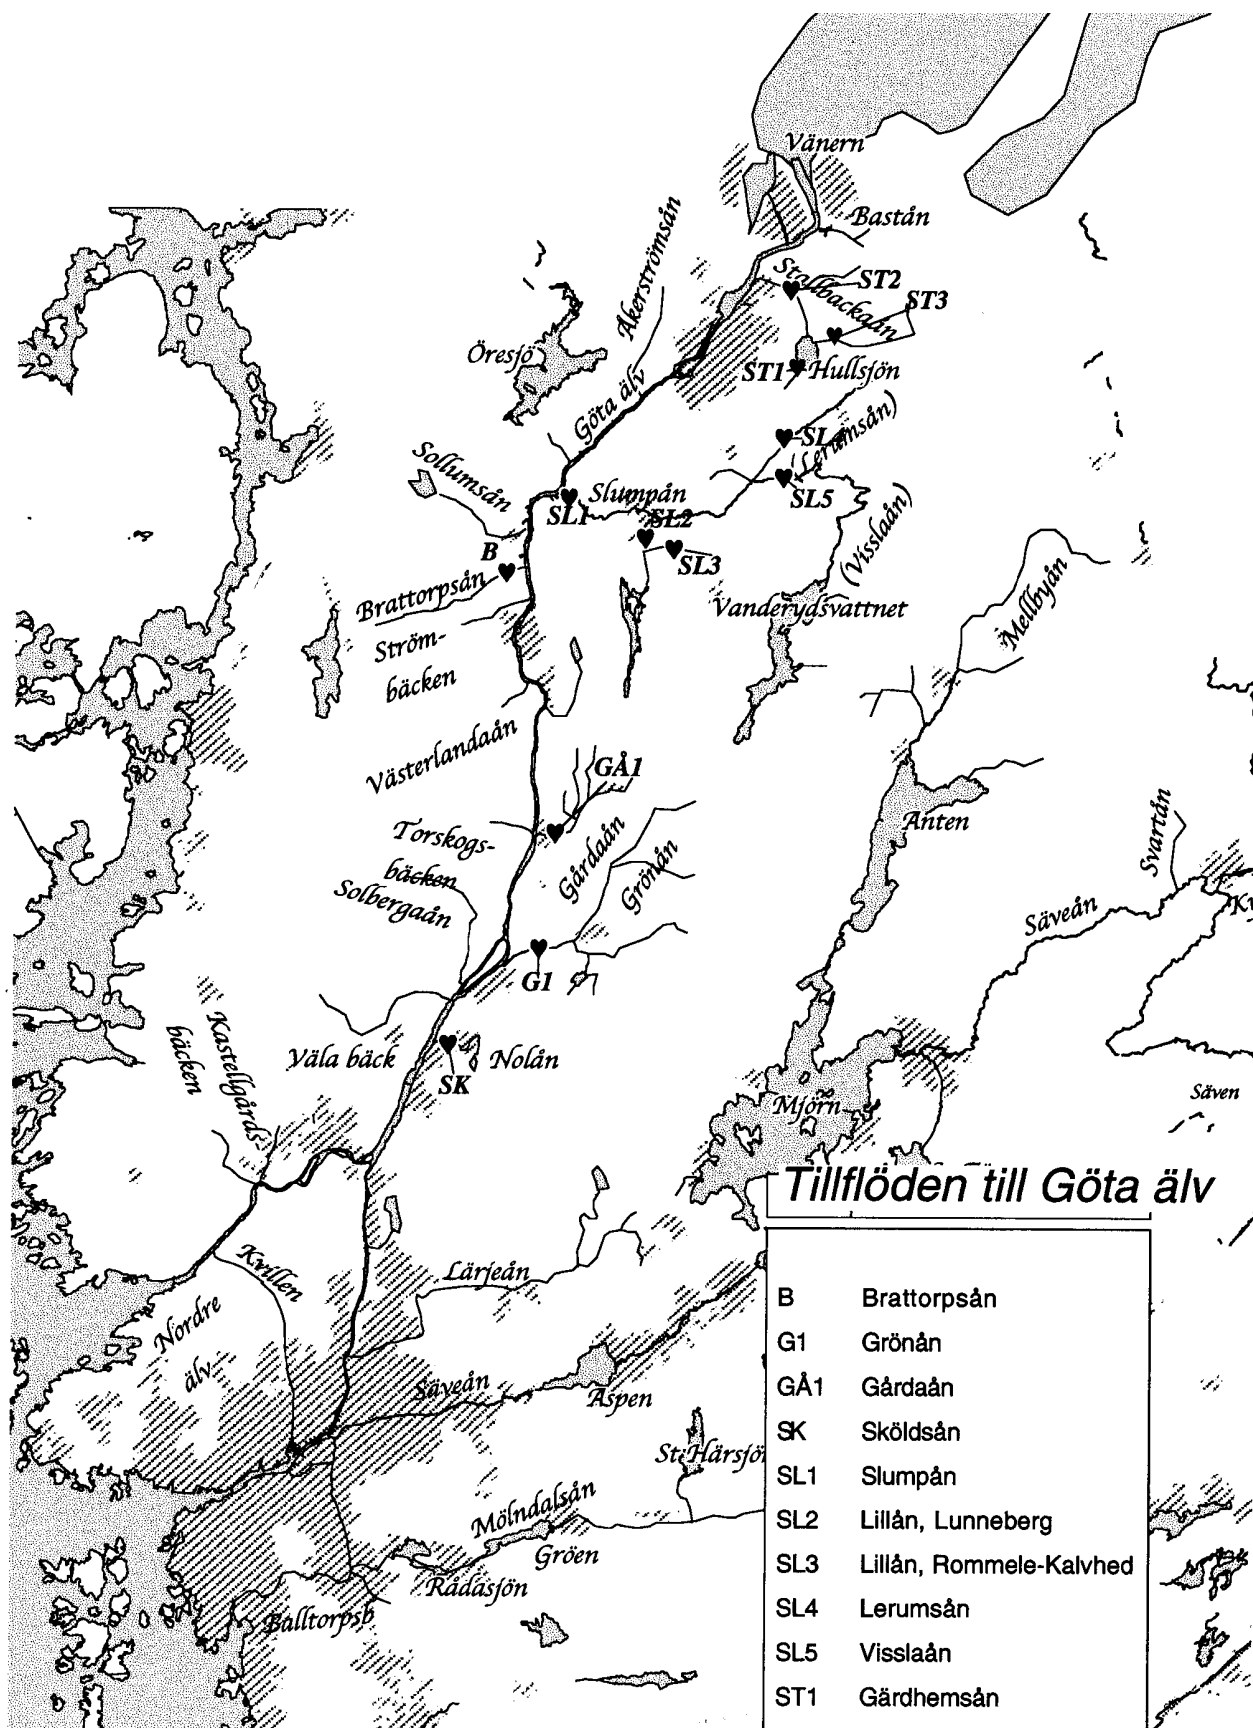 Vänern
Bastån
Åkerströmsån
Stallbackaån
ST2
ST3
Öresjö
ST1
Hullsjön
Göta älv
SL
Lerumsån)
Sollumsån
SL1
Slumpån
SL2
SL5
(Visslaån)
B
SL3
Brattorpsån
Vanderydsvattnet
Mellbyån
Ström-
bäcken
Västerlandaån
GÅ1
Anten
Svartån
Torskogs-
bäcken
Gårdaån
Grönån
Solbergaån
Säveån
G1
Kastellgårds-
bäcken
Väla bäck
Nolån
SK
Mjörn
Säven
Tillflöden till Göta älv
Kvillen
Lärjeån
Nordre
älv
Säveån
Aspen
St Härsjön
Mölndalsån
Gröen
Rådasjön
Balltorpsb
B Brattorpsån
G1 Grönån
GÅ1 Gårdaån
SK Sköldsån
SL1 Slumpån
SL2 Lillån, Lunneberg
SL3 Lillån, Rommele-Kalvhed
SL4 Lerumsån
SL5 Visslaån
ST1 Gärdhemsån